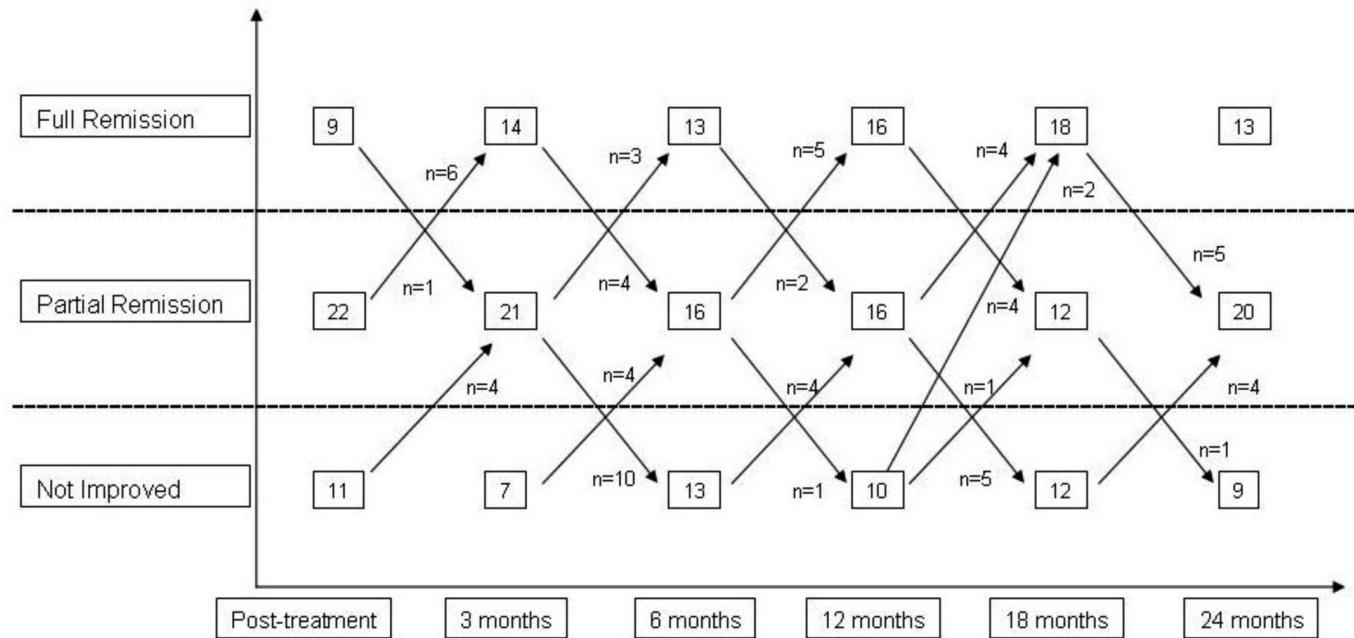 Full Remission 9 14 13 16 18 13
n=6 n=3 n=5 n=4 n=2
n=1 n=4 n=2 n=4 n=5
Partial Remission 22 21 16 16 12 20
n=4 n=4 n=4 n=1 n=4
n=10 n=1 n=5 n=1
Not Improved 11 7 13 10 12 9
Post-treatment 3 months 6 months 12 months 18 months 24 months